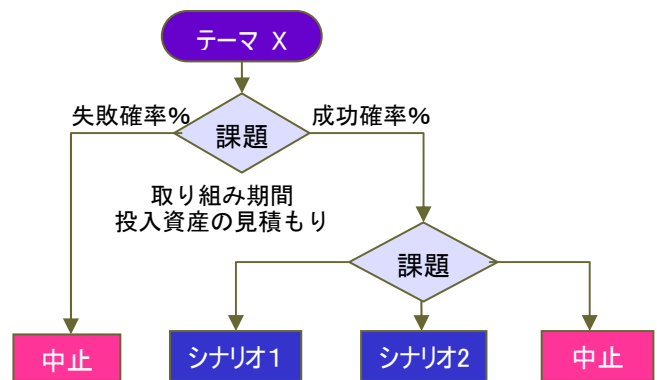 テーマ X
失敗確率%
成功確率%
課題
取り組み期間
投入資産の見積もり
課題
中止
シナリオ1
シナリオ2
中止